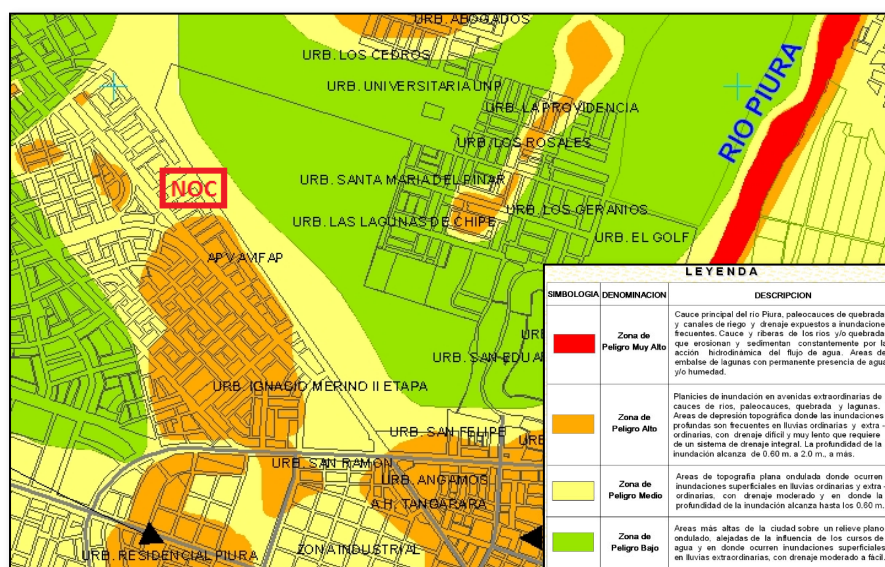 URB. ABOGADOS
URB. LOS CEDROS
URB. UNIVERSITARIA UNP
URB. LA PROVIDENCIA
RIO PIURA
URB. LOS ROSALES
NOC
URB. SANTA MARIA DEL PINAR
URB. LOS GERANIOS
URB. LAS LAGUNAS DE CHIPE
URB. EL GOLF
APV AVIFAP
URB. SAN EDUA
URB. IGNACIO MERINO II ETAPA
URB. SAN FELIPE
URB. SAN RAMON
URB. ANGAMOS
A.H. TANGARARA
URB. RESIDENCIAL PIURA
ZONA INDUSTRIAL
LEYENDA
SIMBOLOGIA DENOMINACION DESCRIPCION
Zona de
Peligro Muy Alto
Cauce principal del rio Piura, paleocauces de quebrada
y canales de riego y drenaje expuestos a inundacione
frecuentes. Cauce y riberas de los rios y/o quebrada
que erosionan y sedimentan constantemente por la
acción hidrodinámica del flujo de agua. Areas de
embalse de lagunas con permanente presencia de agua
y/o humedad.
Zona de
Peligro Alto
Planicies de inundación en avenidas extraordinarias de
cauces de rios, paleocauces, quebrada y lagunas.
Areas de depresión topográfica donde las inundaciones
profundas son frecuentes en lluvias ordinarias y extra -
ordinarias, con drenaje dificil y muy lento que requiere
de un sistema de drenaje integral. La profundidad de la
inundación alcanza de 0.60 m. a 2.0 m., a más.
Zona de
Peligro Medio
Areas de topografia plana ondulada donde ocurren
inundaciones superficiales en lluvias ordinarias y extra -
ordinarias, con drenaje moderado y en donde la
profundidad de la inundación alcanza hasta los 0.60 m.
Zona de
Peligro Bajo
Areas más altas de la ciudad sobre un relieve plano
ondulado, alejadas de la influencia de los cursos de
agua y en donde ocurren inundaciones superficiales
en lluvias extraordinarias, con drenaje moderado a fácil.